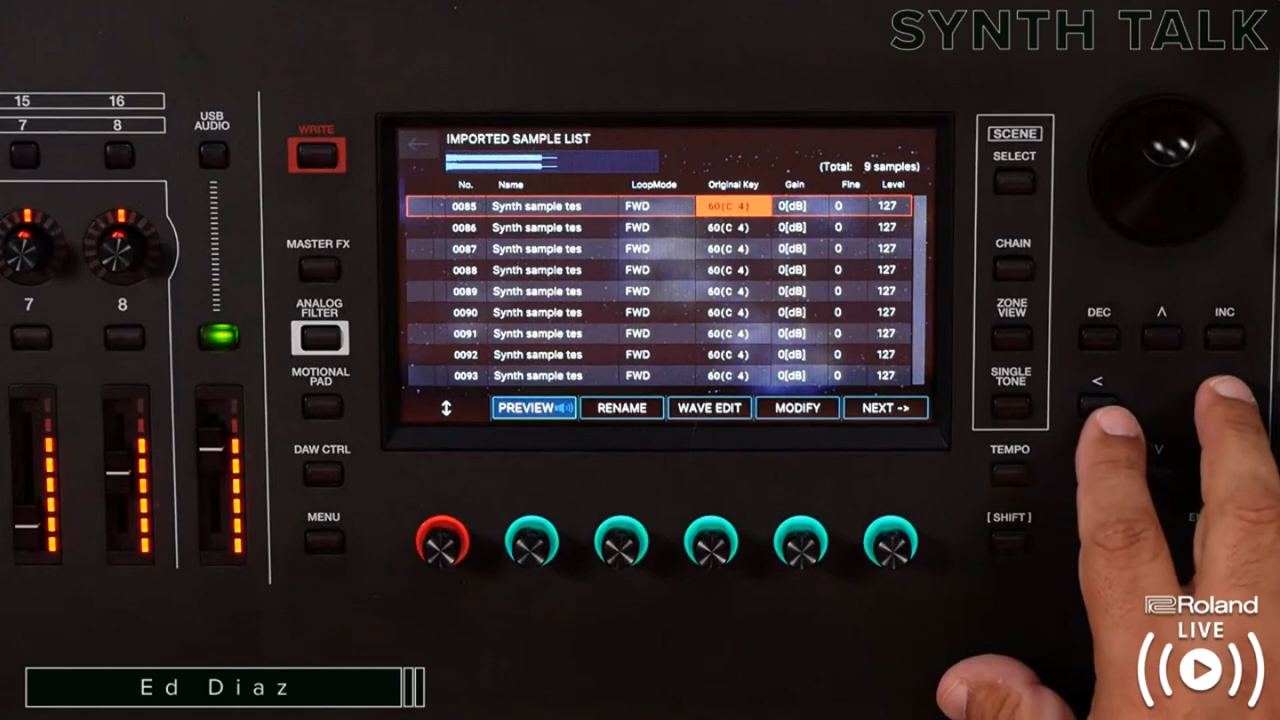 SYNTH TALK
15 16
7 8
USB
AUDIO
7 8
WRITE
MASTER FX
ANALOG
FILTER
MOTIONAL
PAD
DAW CTRL
MENU
IMPORTED SAMPLE LIST
(Total: 9 samples)
No. Name LoopMode Original Key Gain Fine Level
0085 Synth sample tes FWD 60(C 4) 0[dB] 0 127
0086 Synth sample tes FWD 60(C 4) 0[dB] 0 127
0087 Synth sample tes FWD 60(C 4) 0[dB] 0 127
0088 Synth sample tes FWD 60(C 4) 0[dB] 0 127
0089 Synth sample tes FWD 60(C 4) 0[dB] 0 127
0090 Synth sample tes FWD 60(C 4) 0[dB] 0 127
0091 Synth sample tes FWD 60(C 4) 0[dB] 0 127
0092 Synth sample tes FWD 60(C 4) 0[dB] 0 127
0093 Synth sample tes FWD 60(C 4) 0[dB] 0 127
PREVIEW RENAME WAVE EDIT MODIFY NEXT ->
SCENE
SELECT
CHAIN
ZONE
VIEW
SINGLE
TONE
TEMPO
[SHIFT]
DEC INC
Roland
LIVE
Ed Diaz